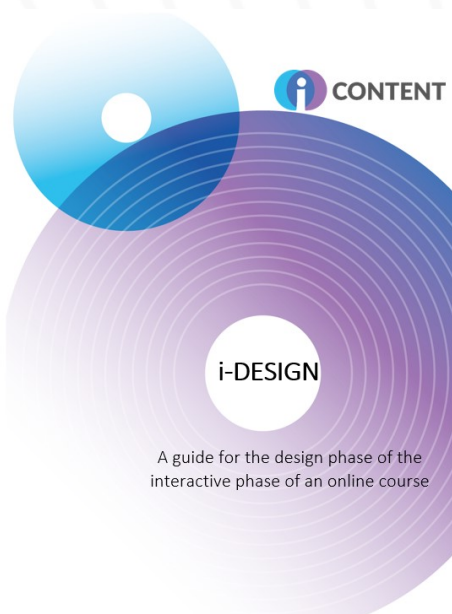 i CONTENT
i-DESIGN
A guide for the design phase of the
interactive phase of an online course